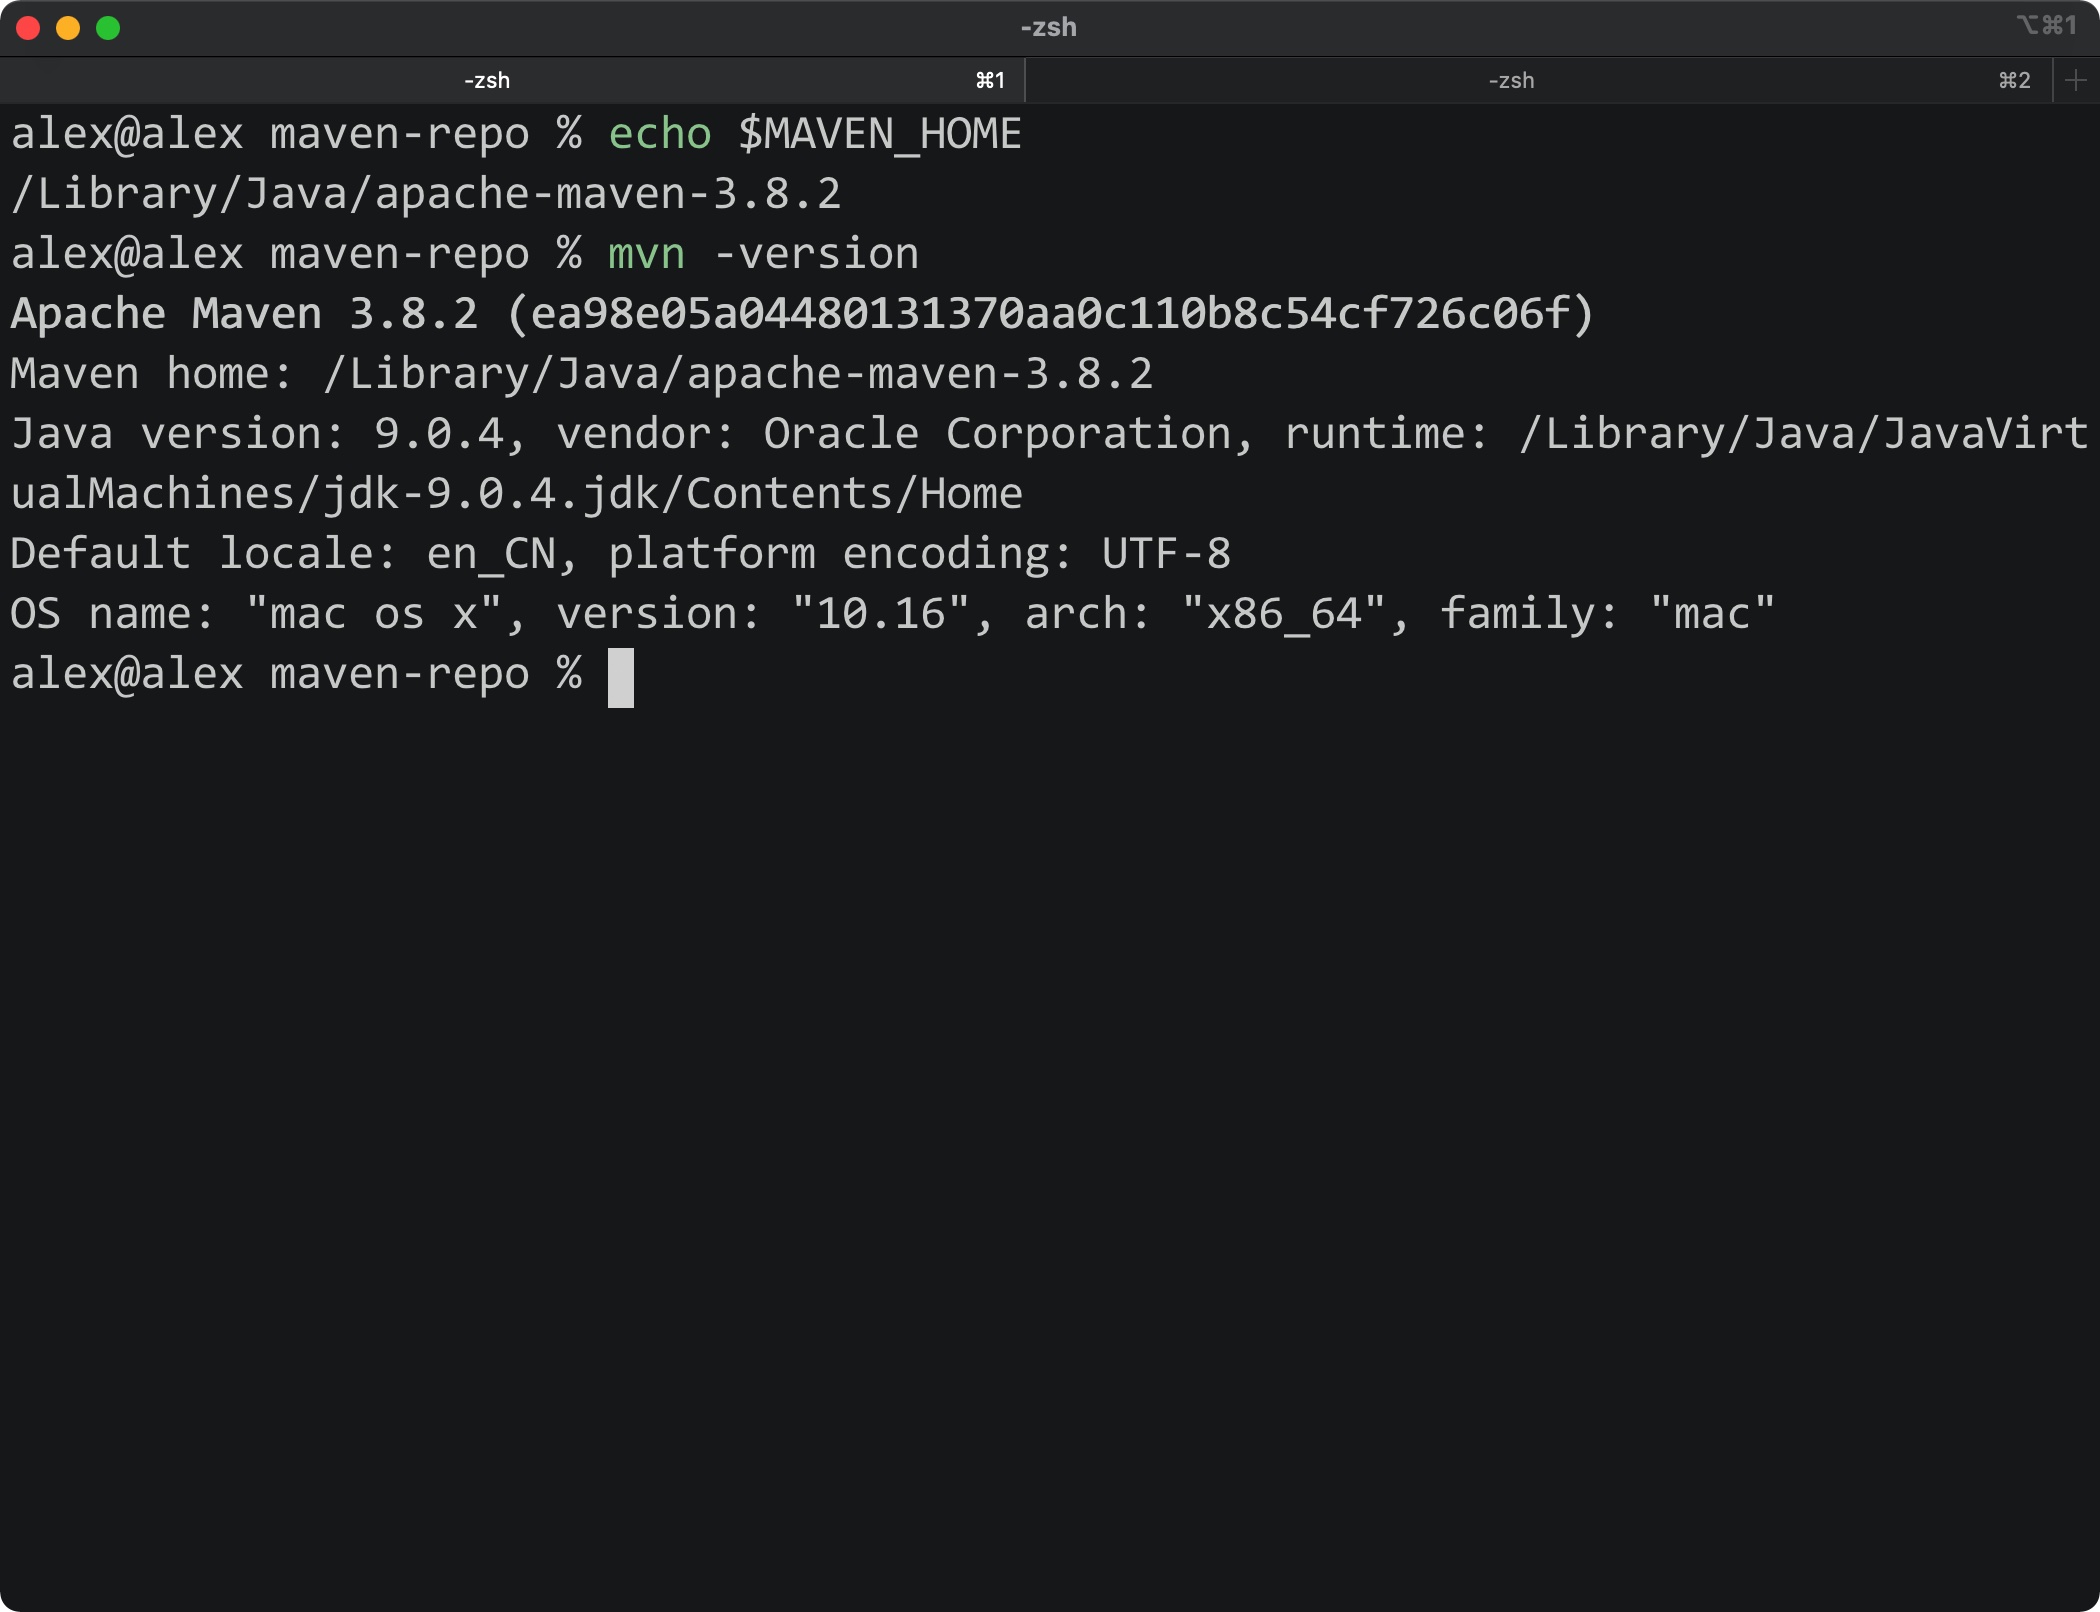 -zsh ⌥⌘1
-zsh ⌘1 -zsh ⌘2 +
alex@alex maven-repo % echo $MAVEN_HOME
/Library/Java/apache-maven-3.8.2
alex@alex maven-repo % mvn -version
Apache Maven 3.8.2 (ea98e05a04480131370aa0c110b8c54cf726c06f)
Maven home: /Library/Java/apache-maven-3.8.2
Java version: 9.0.4, vendor: Oracle Corporation, runtime: /Library/Java/JavaVirt
ualMachines/jdk-9.0.4.jdk/Contents/Home
Default locale: en_CN, platform encoding: UTF-8
OS name: "mac os x", version: "10.16", arch: "x86_64", family: "mac"
alex@alex maven-repo %